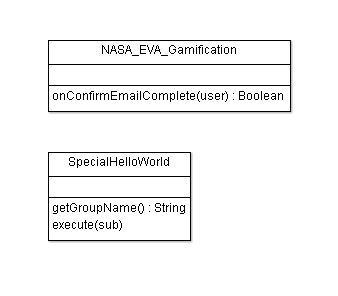 NASA_EVA_Gamification
onConfirmEmailComplete(user) : Boolean
SpecialHelloWorld
getGroupName() : String
execute(sub)